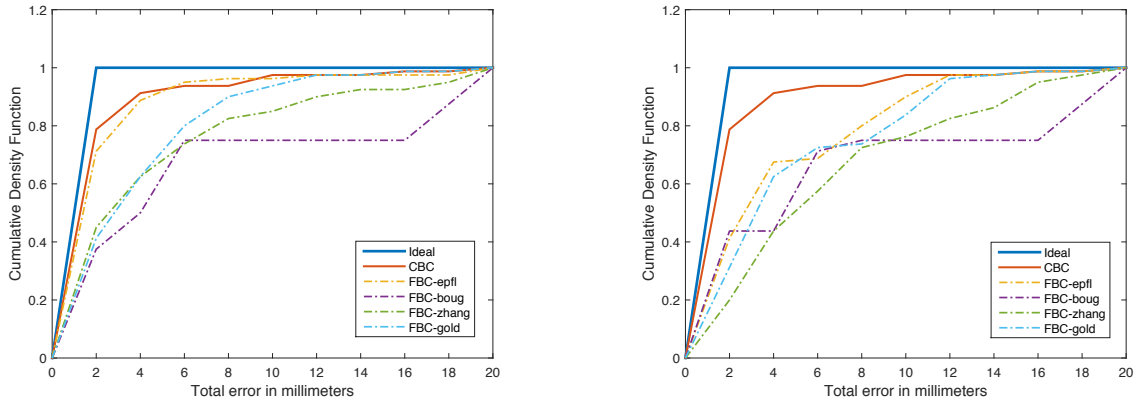 1.2
1
0.8
0.6
0.4
0.2
0
Cumulative Density Function
0 2 4 6 8 10 12 14 16 18 20
Total error in millimeters
Ideal
CBC
FBC-epfl
FBC-boug
FBC-zhang
FBC-gold
1.2
1
0.8
0.6
0.4
0.2
0
Cumulative Density Function
0 2 4 6 8 10 12 14 16 18 20
Total error in millimeters
Ideal
CBC
FBC-epfl
FBC-boug
FBC-zhang
FBC-gold